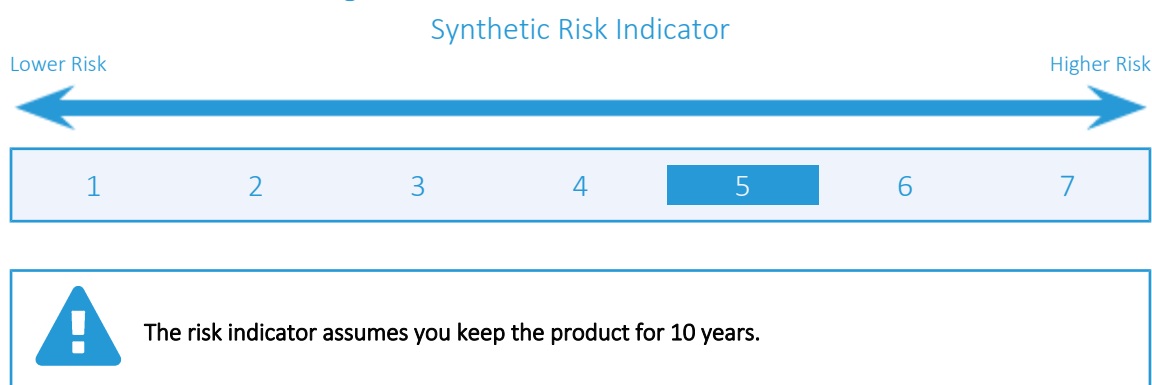 Synthetic Risk Indicator
Lower Risk Higher Risk
1 2 3 4 5 6 7
The risk indicator assumes you keep the product for 10 years.